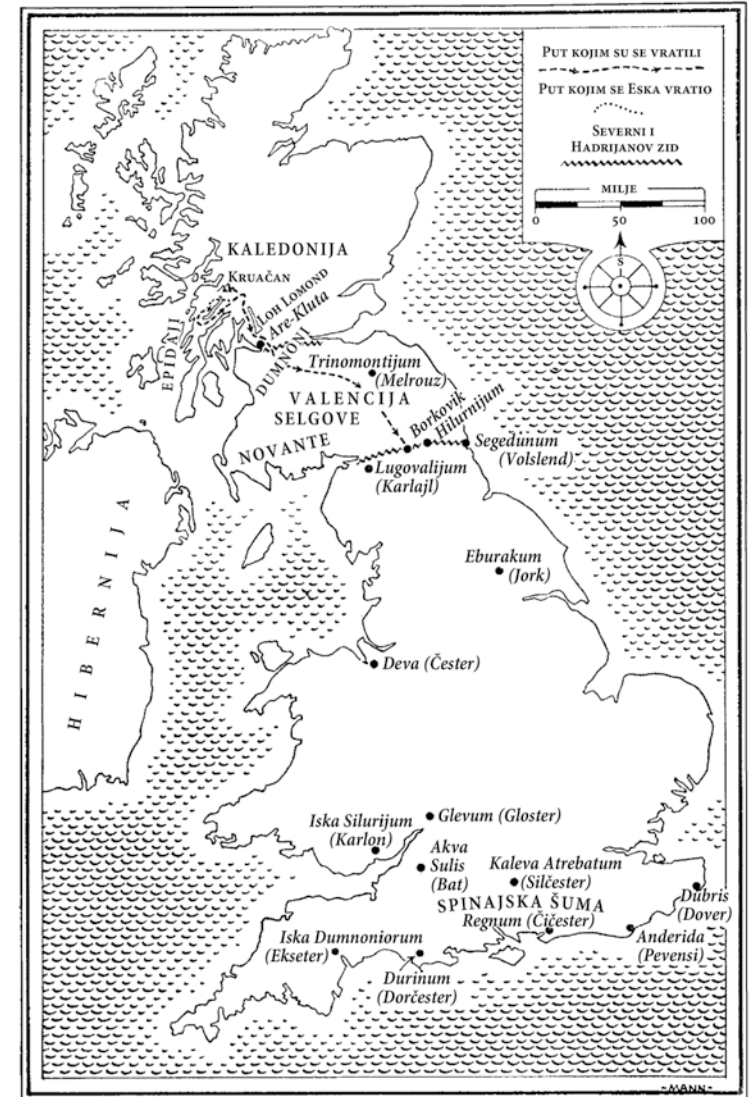 PUT KOJIM SU SE VRATILI
PUT KOJIM SE ESKA VRATIO
SEVERNI I
HADRIJANOV ZID
MILJE
0 50 100
S
KALEDONIJA
KRUAČAN
LOH LOMOND
Are-Kluta
EPIDAJI
DUMNONI
Trinomontijum
(Melrouz)
VALENCIJA
SELGOVE
Borkovik
Hilurnijum
NOVANTE
Segedunum
(Volslend)
Lugovalijum
(Karlajl)
HIBERNIJA
Eburakum
(Jork)
Deva (Čester)
Glevum (Gloster)
Iska Silurijum
(Karlon)
Akva
Sulis
(Bat)
Kaleva Atrebatum
(Silčester)
SPINAJSKA ŠUMA
Regnum (Čičester)
Dubris
(Dover)
Anderida
(Pevensi)
Iska Dumnoniorum
(Ekseter)
Durinum
(Dorčester)
-MANN-